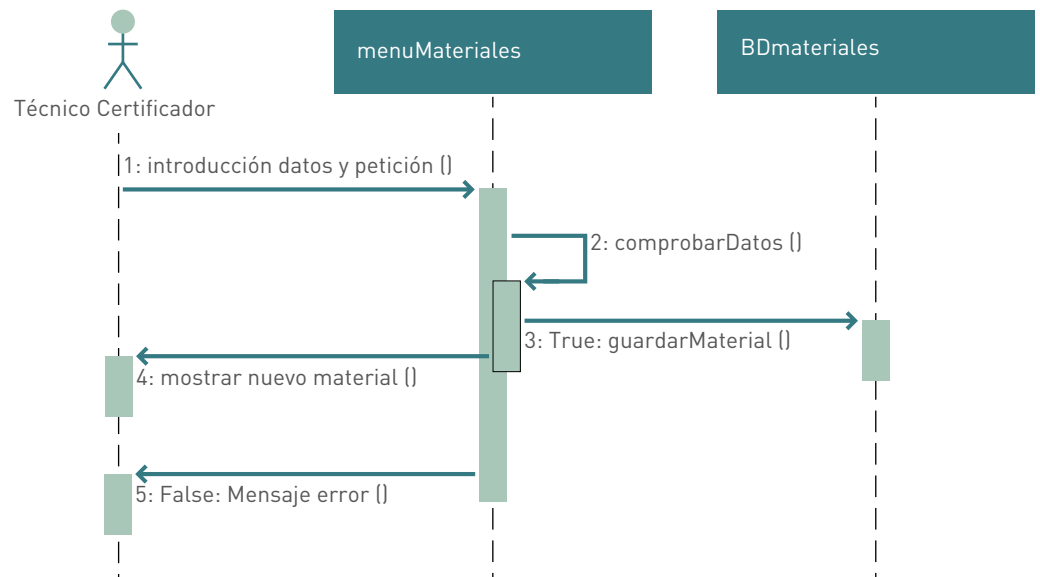 menuMateriales
BDmateriales
Técnico Certificador
1: introducción datos y petición ()
2: comprobarDatos ()
3: True: guardarMaterial ()
4: mostrar nuevo material ()
5: False: Mensaje error ()